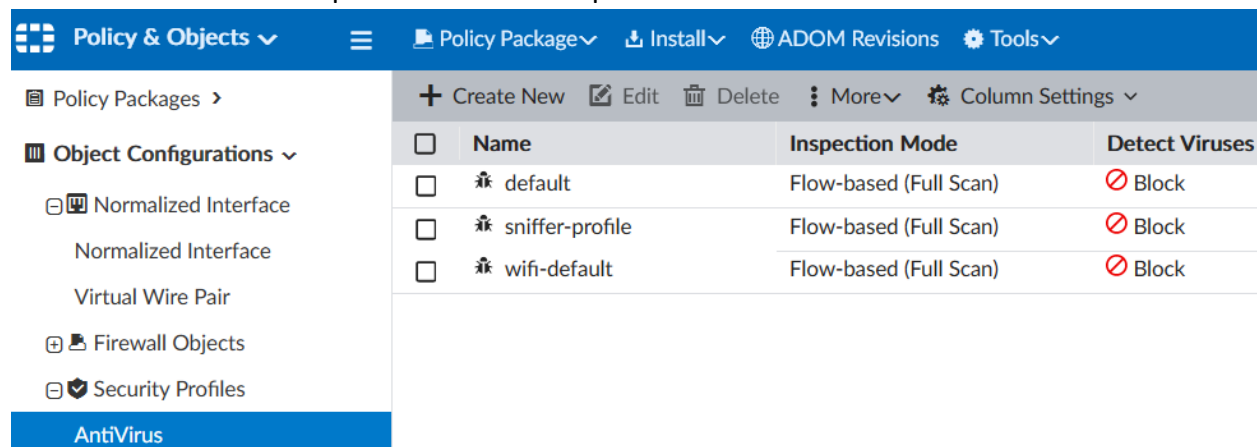 Policy & Objects
Policy Package Install ADOM Revisions Tools
Policy Packages
Object Configurations
Normalized Interface
Normalized Interface
Virtual Wire Pair
Firewall Objects
Security Profiles
AntiVirus
Create New Edit Delete More Column Settings
Name Inspection Mode Detect Viruses
default Flow-based (Full Scan) Block
sniffer-profile Flow-based (Full Scan) Block
wifi-default Flow-based (Full Scan) Block